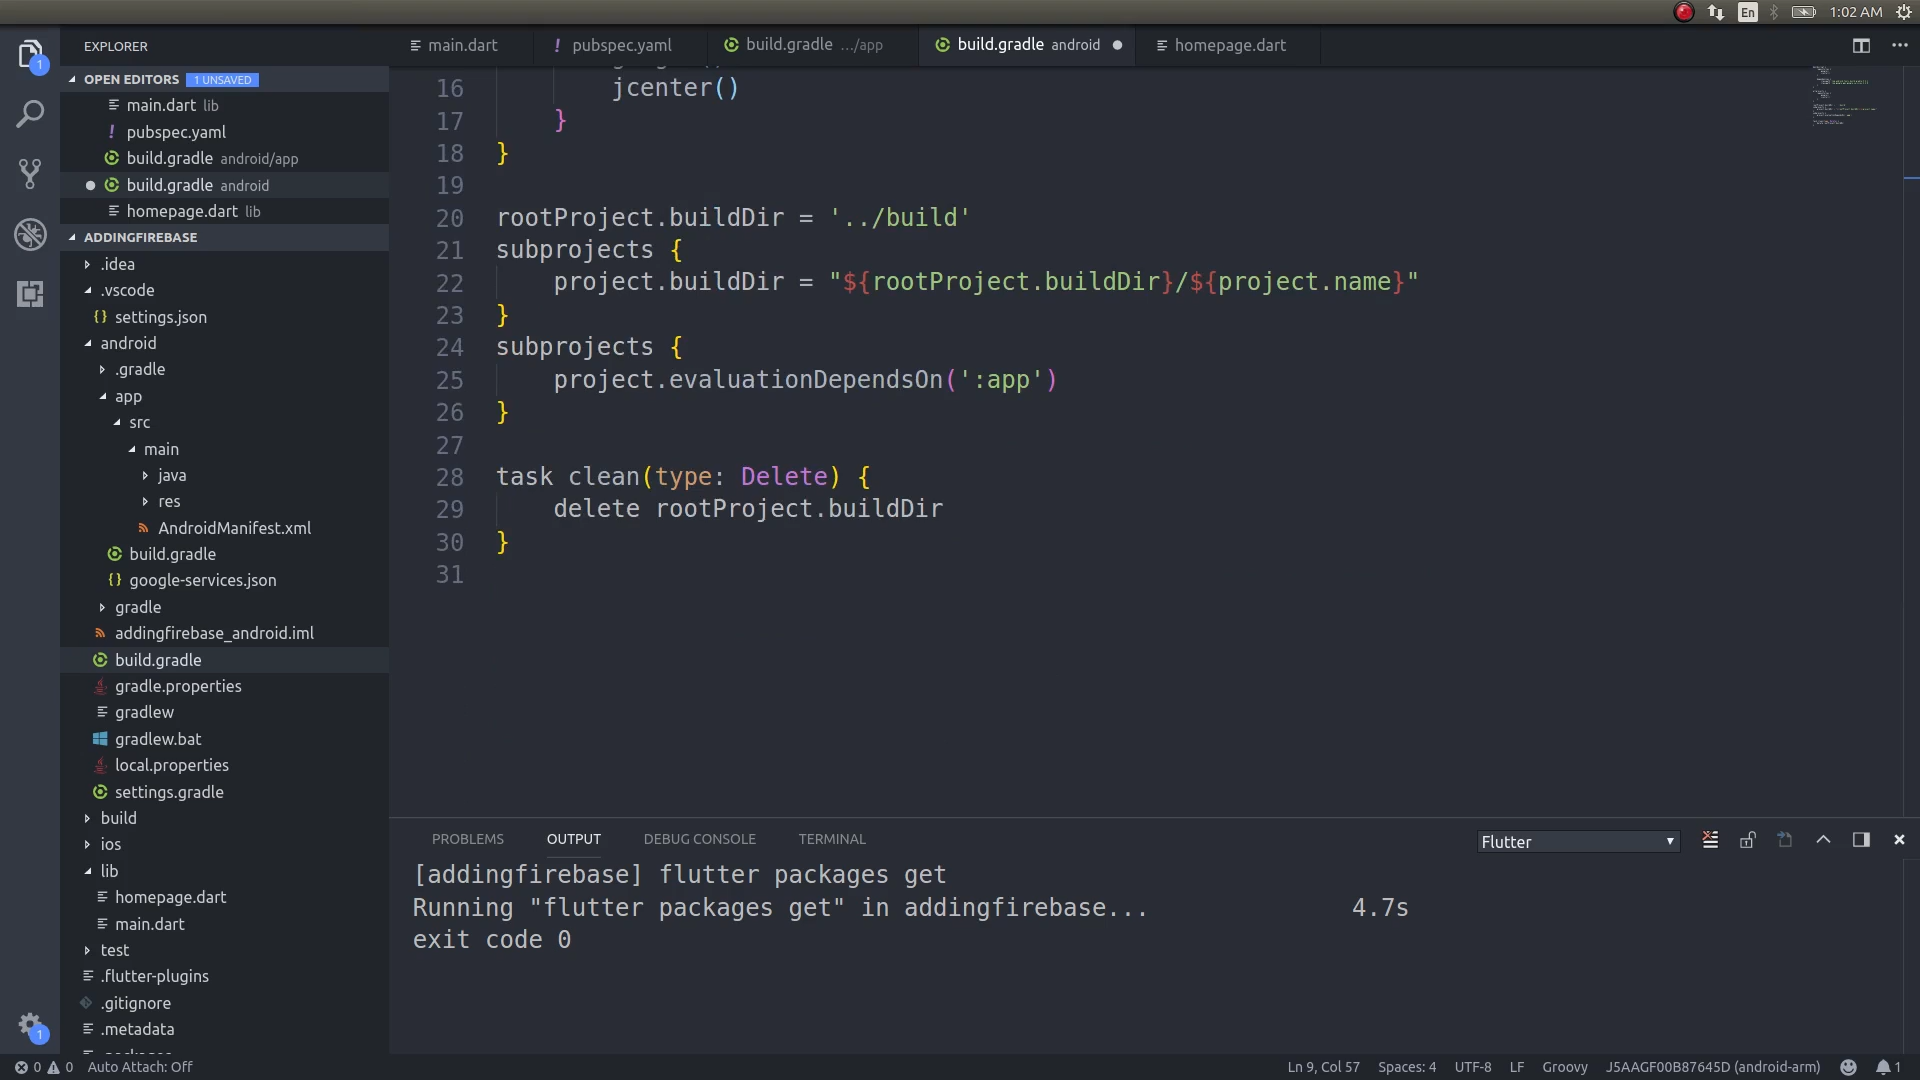 En
1:02 AM
EXPLORER
OPEN EDITORS 1 UNSAVED
main.dart lib
! pubspec.yaml
build.gradle android/app
build.gradle android
homepage.dart lib
ADDINGFIREBASE
.idea
.vscode
{} settings.json
android
.gradle
app
src
main
java
res
AndroidManifest.xml
build.gradle
{} google-services.json
gradle
addingfirebase_android.iml
build.gradle
gradle.properties
gradlew
gradlew.bat
local.properties
settings.gradle
build
ios
lib
homepage.dart
main.dart
test
.flutter-plugins
.gitignore
.metadata
1
1
main.dart
! pubspec.yaml
build.gradle .../app
build.gradle android
homepage.dart
16 jcenter()
17 }
18 }
19
20 rootProject.buildDir = '../build'
21 subprojects {
22 project.buildDir = "${rootProject.buildDir}/${project.name}"
23 }
24 subprojects {
25 project.evaluationDependsOn(':app')
26 }
27
28 task clean(type: Delete) {
29 delete rootProject.buildDir
30 }
31
PROBLEMS OUTPUT DEBUG CONSOLE TERMINAL
Flutter
[addingfirebase] flutter packages get
Running "flutter packages get" in addingfirebase... 4.7s
exit code 0
0 0 Auto Attach: Off
Ln 9, Col 57 Spaces: 4 UTF-8 LF Groovy J5AAGF00B87645D (android-arm) 1